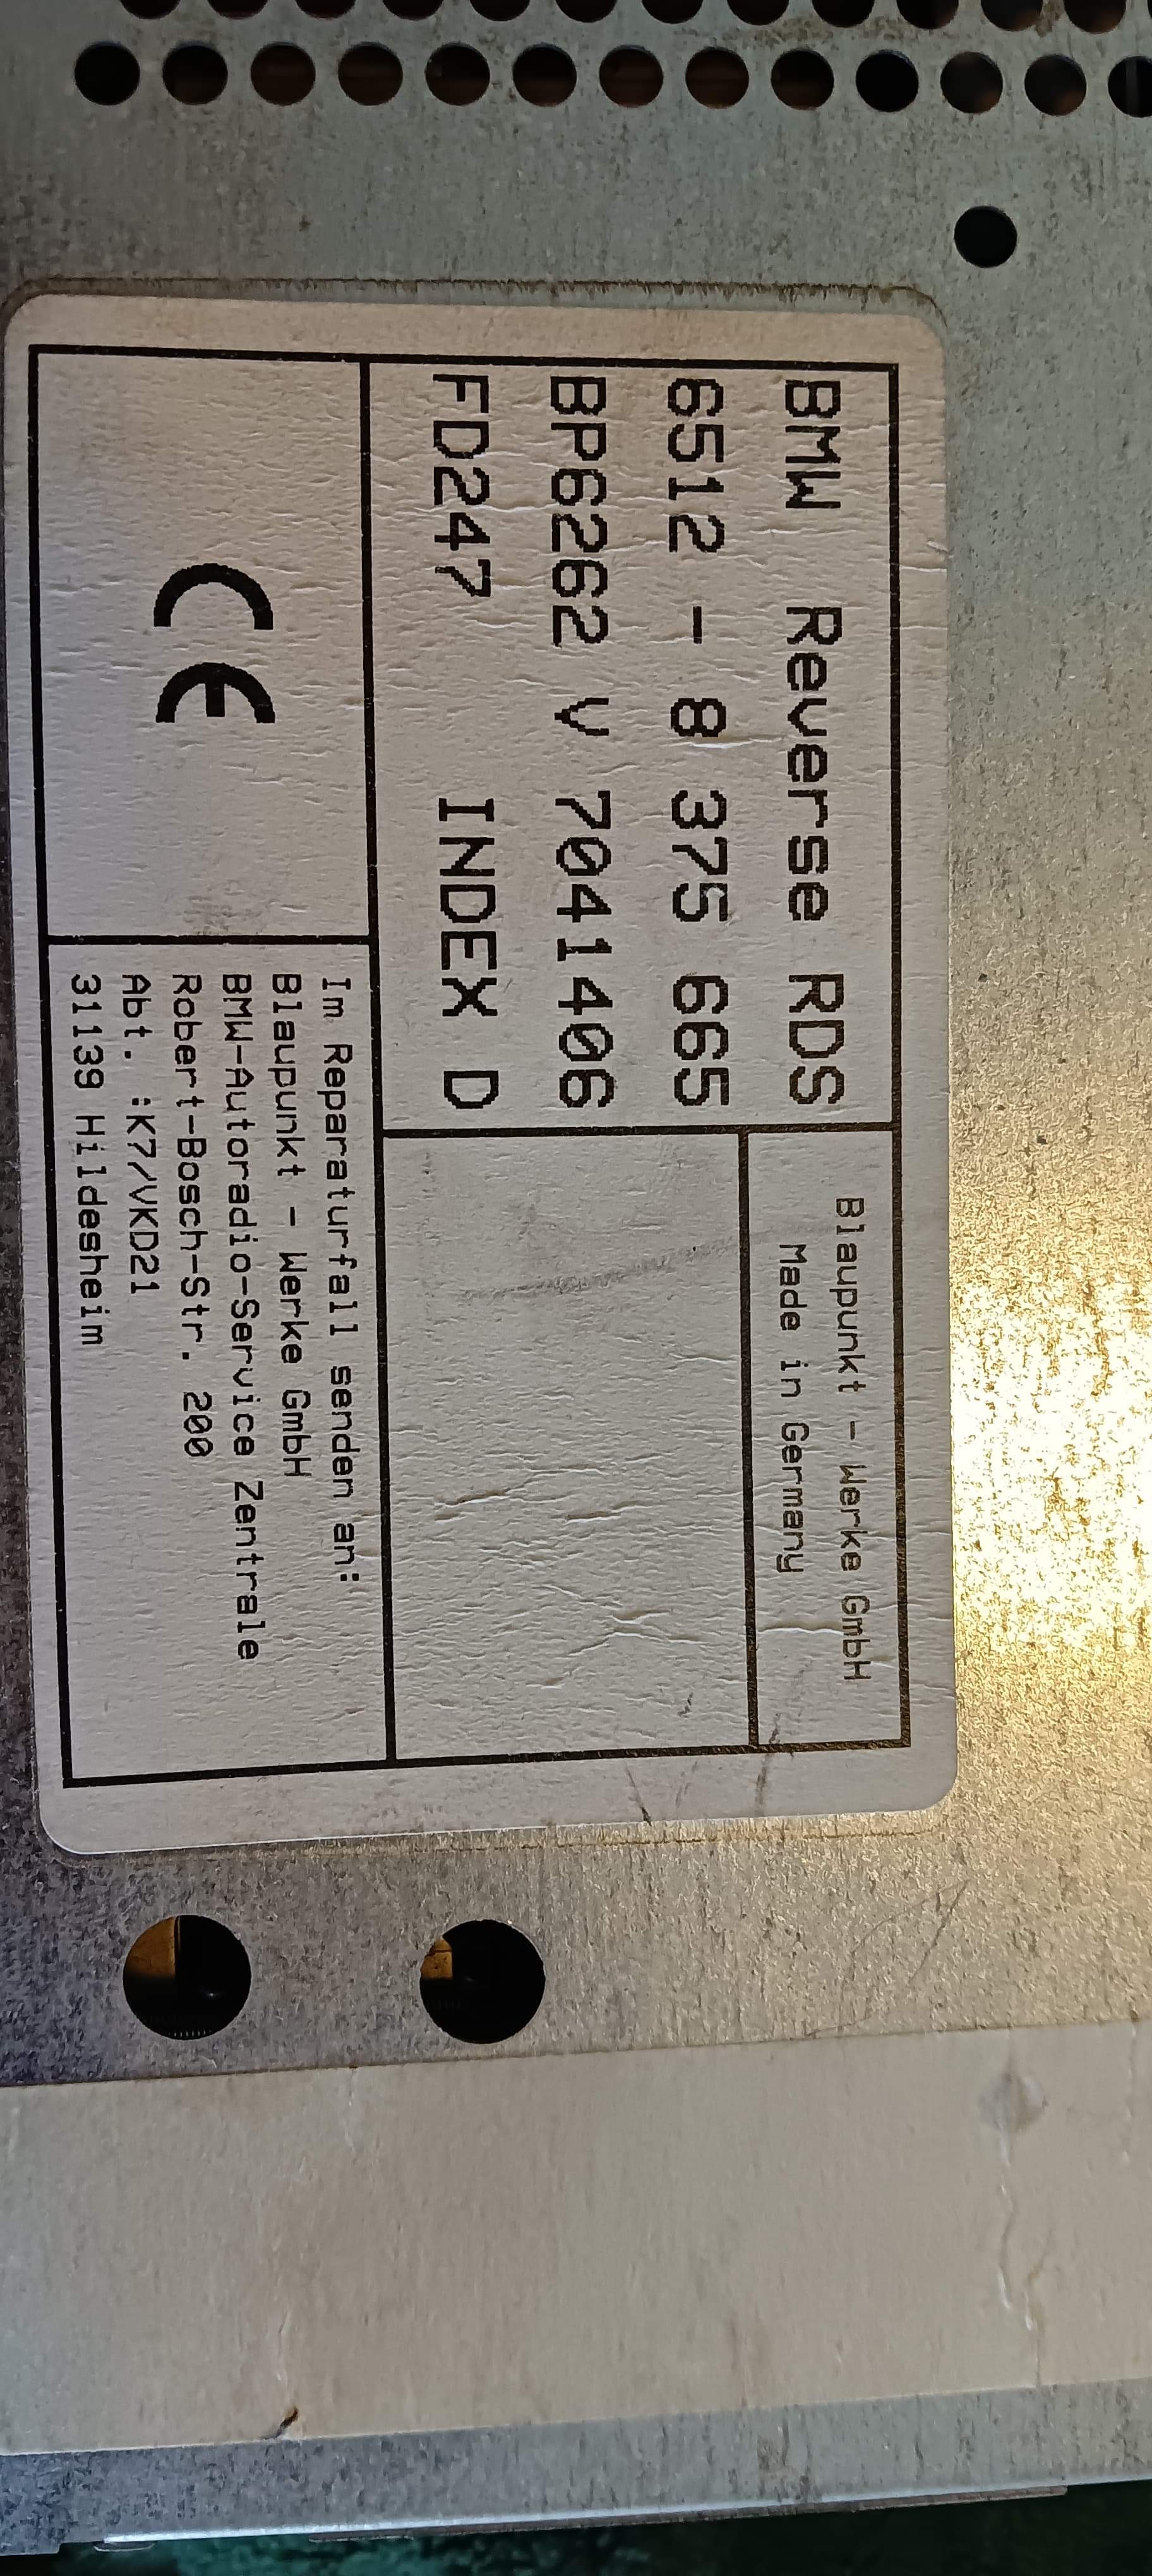 BMW Reverse RDS
6512 - 8 375 665
BP6262 V 7041406
FD247 INDEX D
Blaupunkt - Werke GmbH
Made in Germany
CE
Im Reparaturfall senden an:
Blaupunkt - Werke GmbH
BMW-Autoradio-Service Zentrale
Robert-Bosch-Str. 200
Abt. :K7/VKD21
31139 Hildesheim